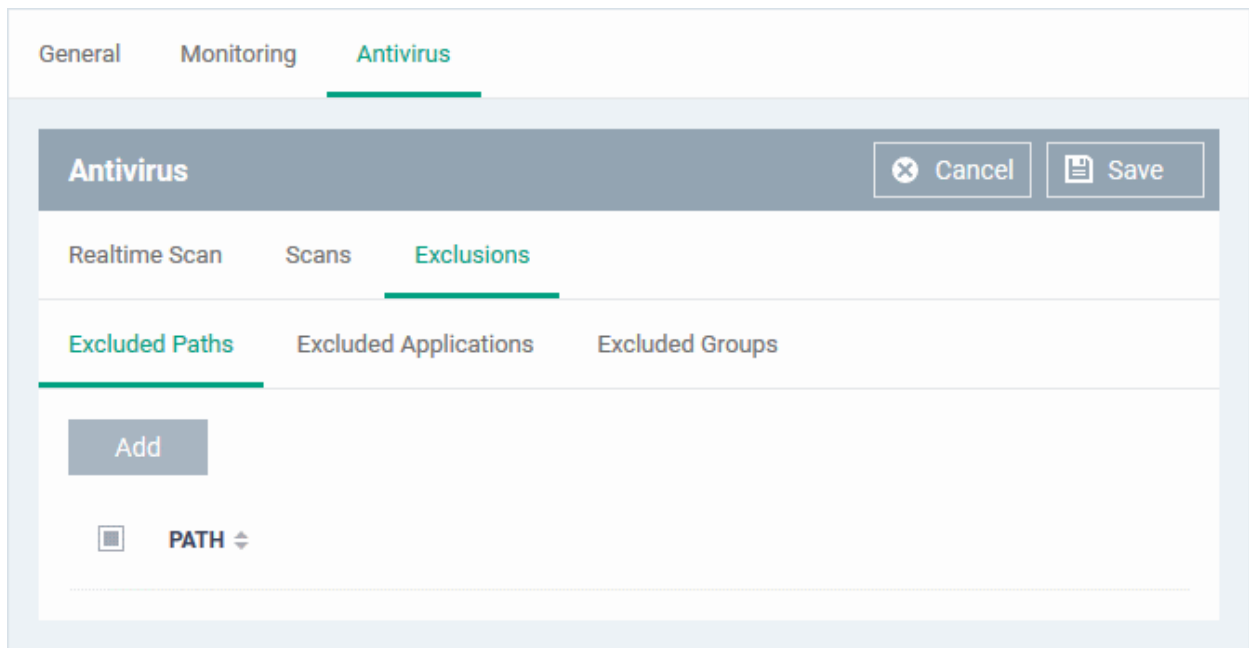 General Monitoring Antivirus
Antivirus Cancel Save
Realtime Scan Scans Exclusions
Excluded Paths Excluded Applications Excluded Groups
Add
PATH